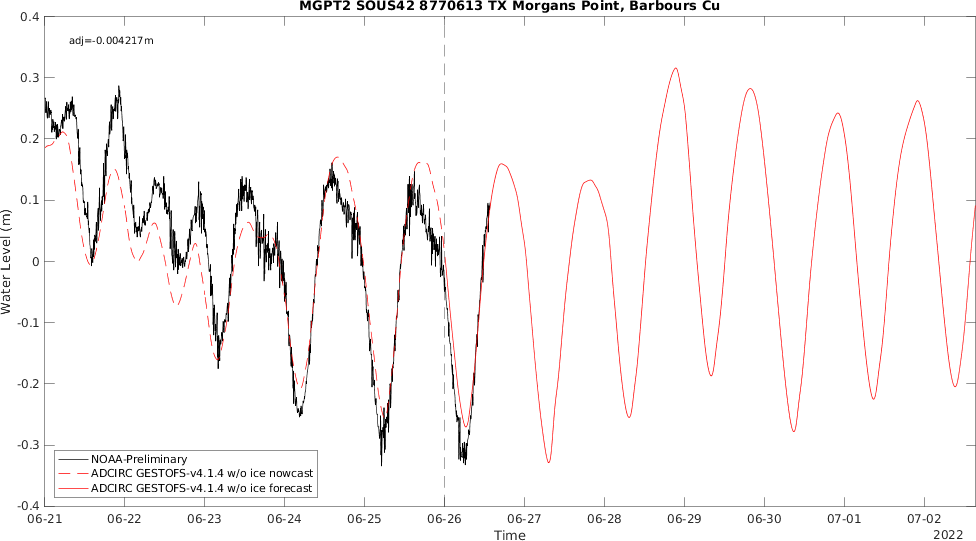 MGPT2 SOUS42 8770613 TX Morgans Point, Barbours Cu
adj=-0.004217m
0.4
0.3
0.2
0.1
0
-0.1
-0.2
-0.3
-0.4
Water Level (m)
NOAA-Preliminary
ADCIRC GESTOFS-v4.1.4 w/o ice nowcast
ADCIRC GESTOFS-v4.1.4 w/o ice forecast
06-21 06-22 06-23 06-24 06-25 06-26 06-27 06-28 06-29 06-30 07-01 07-02
Time
2022